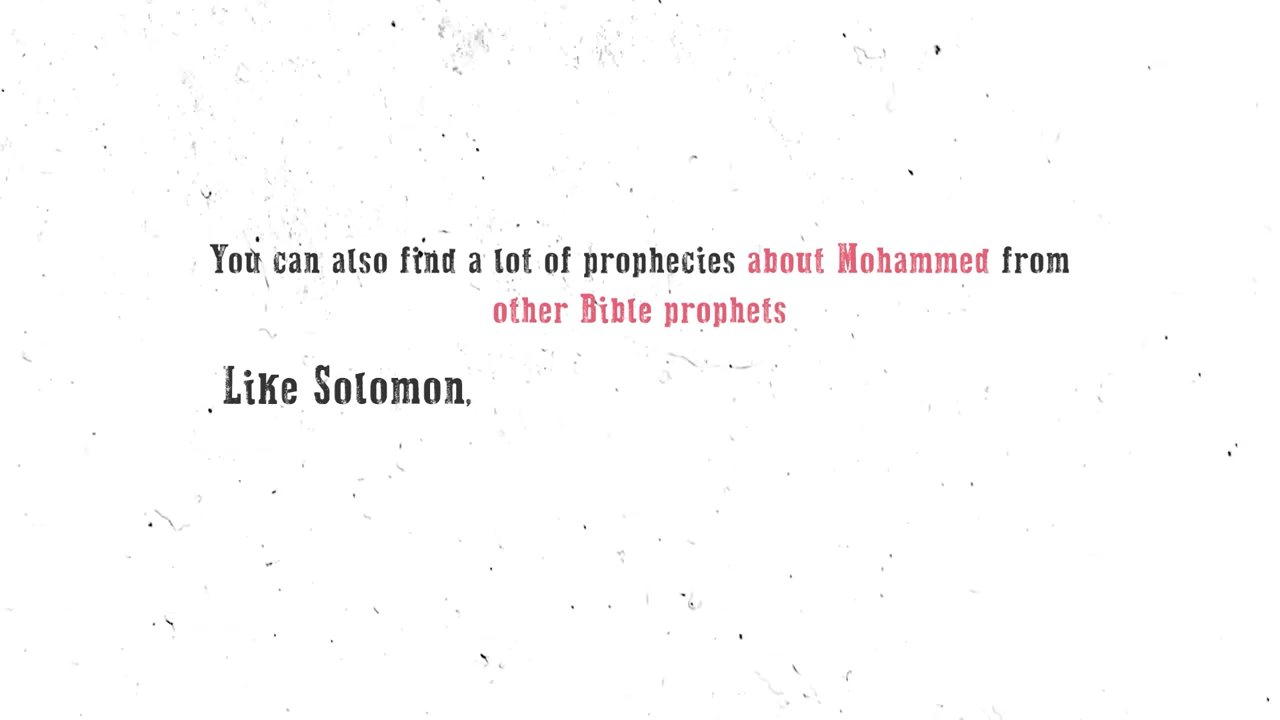 You can also find a lot of prophecies about Mohammed from
other Bible prophets
Like Solomon,